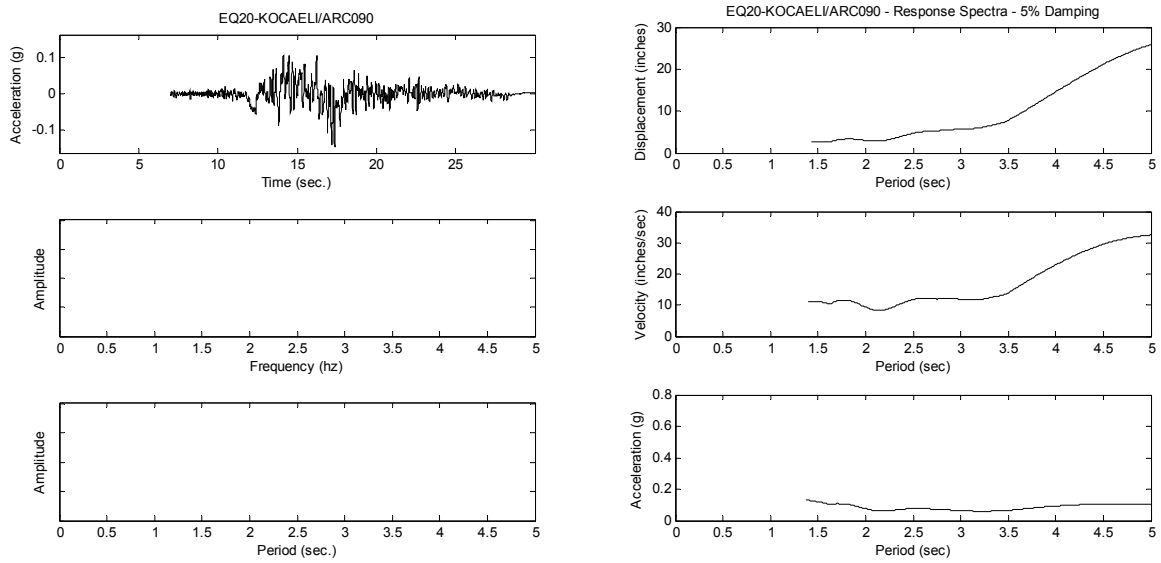 EQ20-KOCAELI/ARC090
Acceleration (g)
0.1
0
-0.1
0 5 10 15 20 25
Time (sec.)
Amplitude
0 0.5 1 1.5 2 2.5 3 3.5 4 4.5 5
Frequency (hz)
Amplitude
0 0.5 1 1.5 2 2.5 3 3.5 4 4.5 5
Period (sec.)
EQ20-KOCAELI/ARC090 - Response Spectra - 5% Damping
Displacement (inches)
30
20
10
0
0 0.5 1 1.5 2 2.5 3 3.5 4 4.5 5
Period (sec)
Velocity (inches/sec)
40
30
20
10
0
0 0.5 1 1.5 2 2.5 3 3.5 4 4.5 5
Period (sec)
Acceleration (g)
0.8
0.6
0.4
0.2
0
0 0.5 1 1.5 2 2.5 3 3.5 4 4.5 5
Period (sec)